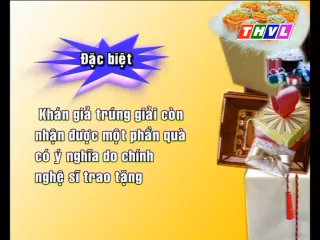 THVL
Đặc biệt
Khán giả trúng giải còn
nhận được một phần quà
có ý nghĩa do chính
nghệ sĩ trao tặng